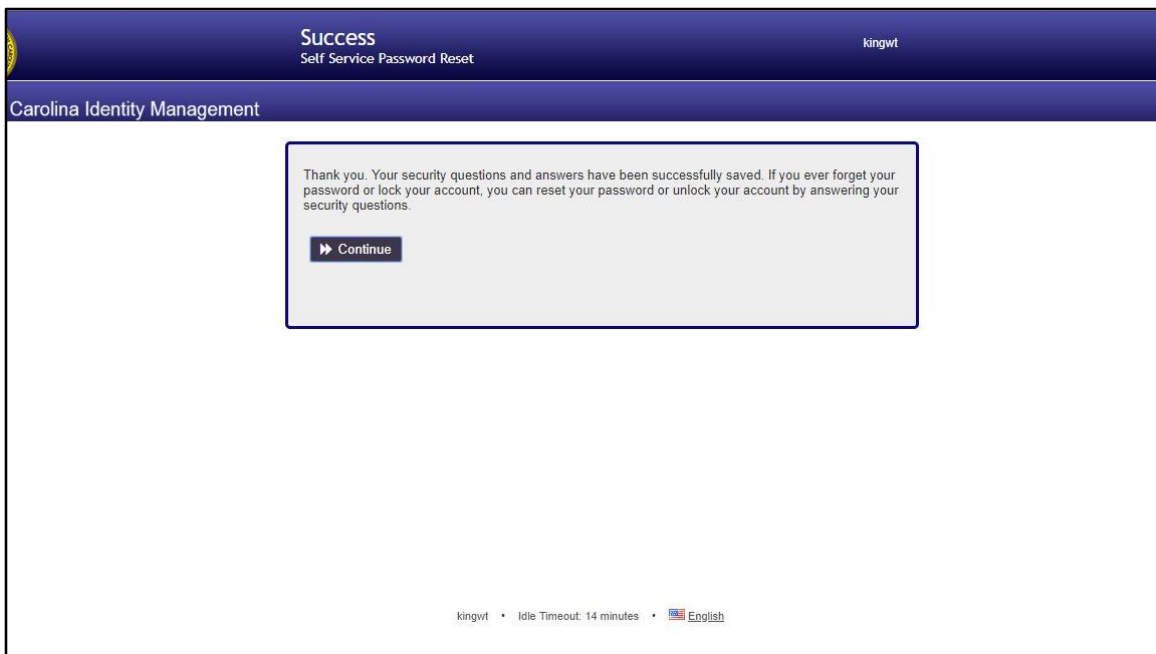 Success
Self Service Password Reset
kingwt
Carolina Identity Management
Thank you. Your security questions and answers have been successfully saved. If you ever forget your
password or lock your account, you can reset your password or unlock your account by answering your
security questions.
Continue
kingwt • Idle Timeout: 14 minutes • English